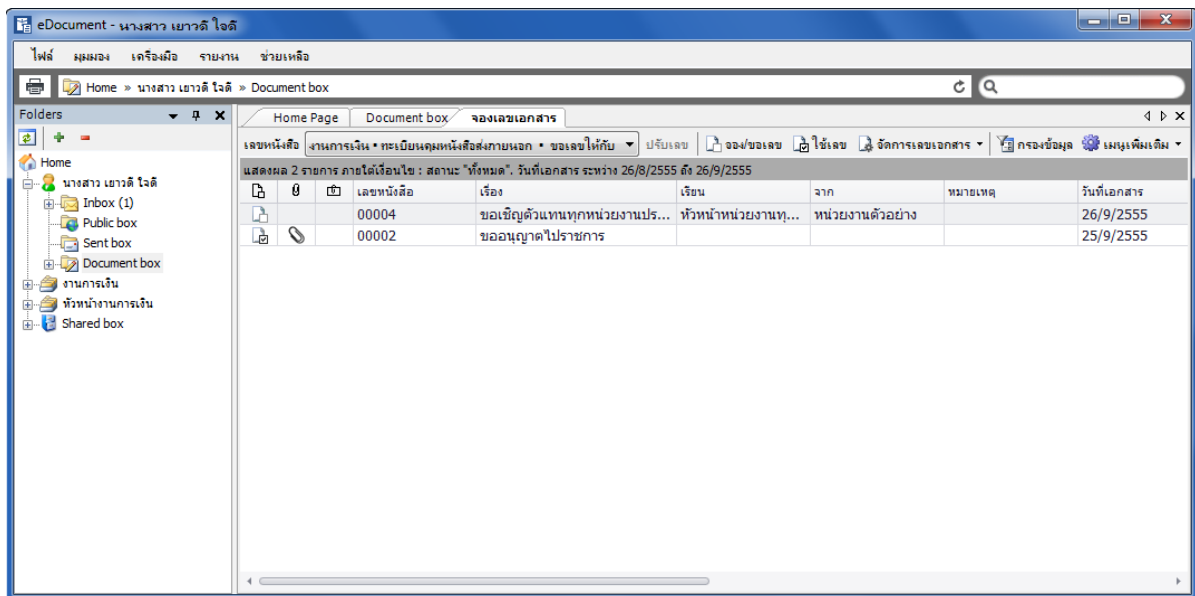 eDocument - นางสาว เยาวดี ใจดี
ไฟล์ มุมมอง เครื่องมือ รายงาน ช่วยเหลือ
Home » นางสาว เยาวดี ใจดี » Document box
Folders
Home Page Document box จองเลขเอกสาร
เลขหนังสือ งานการเงิน • ทะเบียนคุมหนังสือส่งภายนอก • ขอเลขให้กับ ปรับเลข จอง/ขอเลข ใช้เลข จัดการเลขเอกสาร กรองข้อมูล เมนูเพิ่มเติม
แสดงผล 2 รายการ ภายใต้เงื่อนไข : สถานะ "ทั้งหมด". วันที่เอกสาร ระหว่าง 26/8/2555 ถึง 26/9/2555
เลขหนังสือ เรื่อง เรียน จาก หมายเหตุ วันที่เอกสาร
00004 ขอเชิญตัวแทนทุกหน่วยงานปร... หัวหน้าหน่วยงานทุ... หน่วยงานตัวอย่าง 26/9/2555
00002 ขออนุญาตไปราชการ 25/9/2555
Home
นางสาว เยาวดี ใจดี
Inbox (1)
Public box
Sent box
Document box
งานการเงิน
หัวหน้างานการเงิน
Shared box